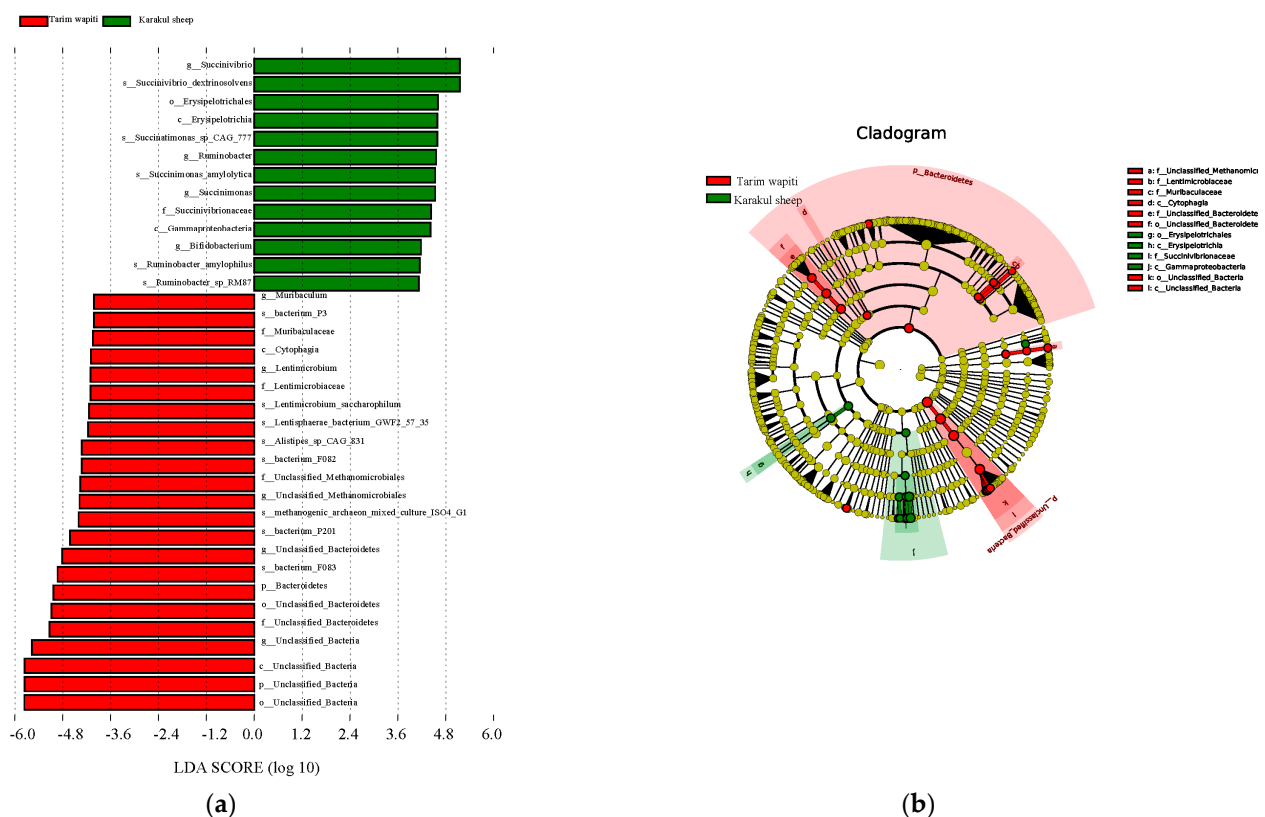 Tarim wapiti Karakul sheep
g__Succinivibrio
s__Succinivibrio_dextrinosolvens
o__Erysipelotrichales
c__Erysipelotrichia
s__Succinatimonas_sp_CAG_777
g__Ruminobacter
s__Succinimonas_amylolytica
g__Succinimonas
f__Succinivibrionaceae
c__Gammaproteobacteria
g__Bifidobacterium
s__Ruminobacter_amylophilus
s__Ruminobacter_sp_RM87
g__Muribaculum
s__bacterium_P3
f__Muribaculaceae
c__Cytophagia
g__Lentimicrobium
f__Lentimicrobiaceae
s__Lentimicrobium_saccharophilum
s__Lentisphaerae_bacterium_GWF2_57_35
s__Alistipes_sp_CAG_831
s__bacterium_F082
f__Unclassified_Methanomicrobiales
g__Unclassified_Methanomicrobiales
s__methanogenic_archaeon_mixed_culture_ISO4_G1
s__bacterium_P201
g__Unclassified_Bacteroidetes
s__bacterium_F083
p__Bacteroidetes
o__Unclassified_Bacteroidetes
f__Unclassified_Bacteroidetes
g__Unclassified_Bacteria
c__Unclassified_Bacteria
p__Unclassified_Bacteria
o__Unclassified_Bacteria
-6.0 -4.8 -3.6 -2.4 -1.2 0.0 1.2 2.4 3.6 4.8 6.0
LDA SCORE (log 10)
(a)
Cladogram
Tarim wapiti
Karakul sheep
p__Bacteroidetes
f
e
k
l
j
p__Unclassified_Bacteria
a: f__Unclassified_Methanomicr
b: f__Lentimicrobiaceae
c: f__Muribaculaceae
d: c__Cytophagia
e: f__Unclassified_Bacteroidete
f: o__Unclassified_Bacteroidete
g: o__Erysipelotrichales
h: c__Erysipelotrichia
i: f__Succinivibrionaceae
j: c__Gammaproteobacteria
k: o__Unclassified_Bacteria
l: c__Unclassified_Bacteria
(b)